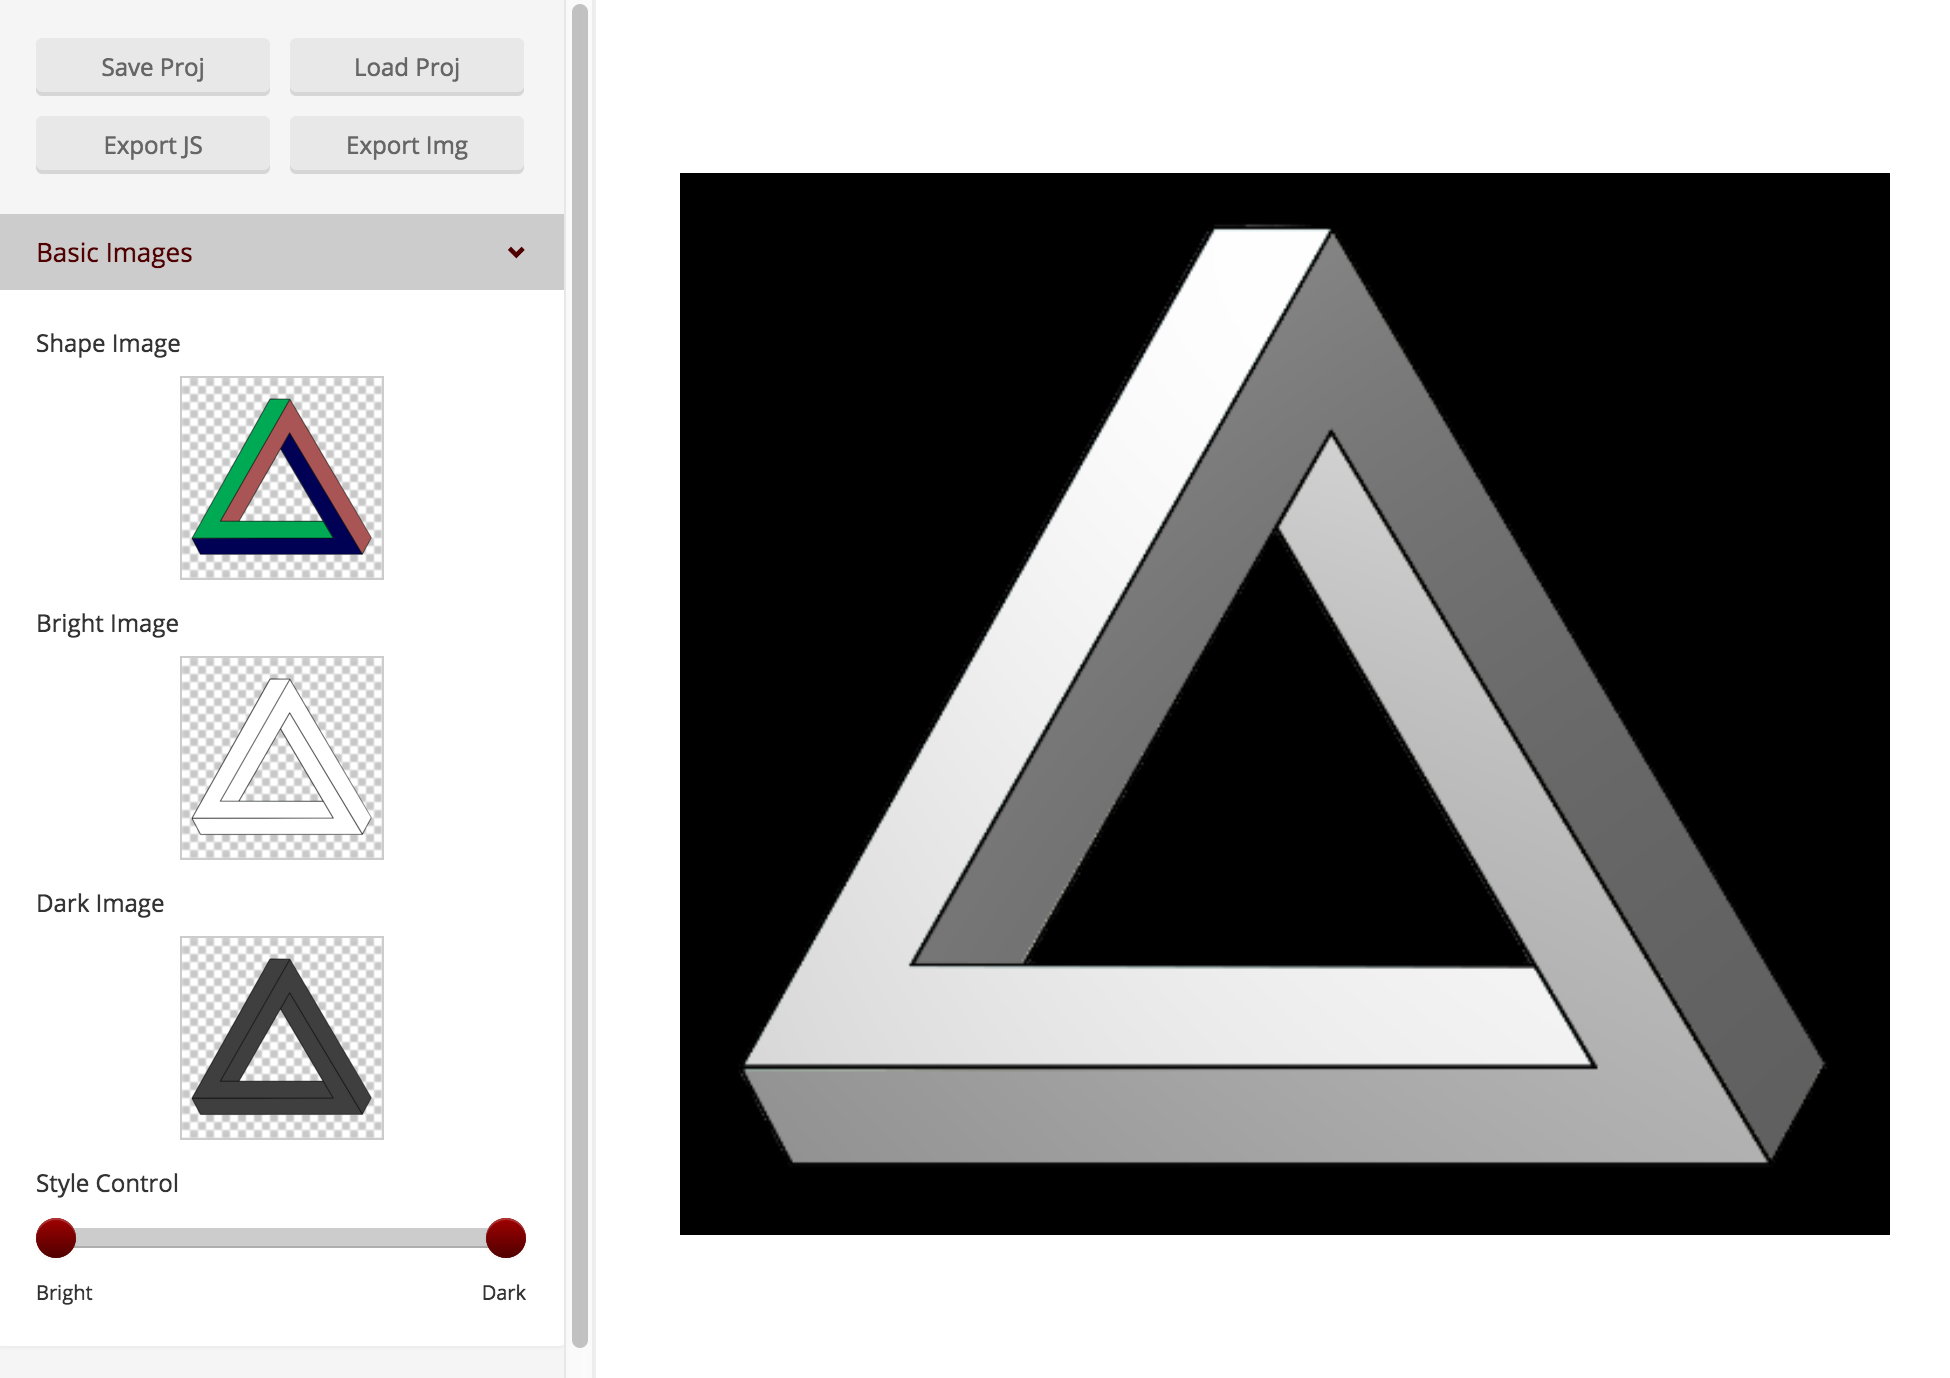 Save Proj
Load Proj
Export JS
Export Img
Basic Images
Shape Image
Bright Image
Dark Image
Style Control
Bright
Dark